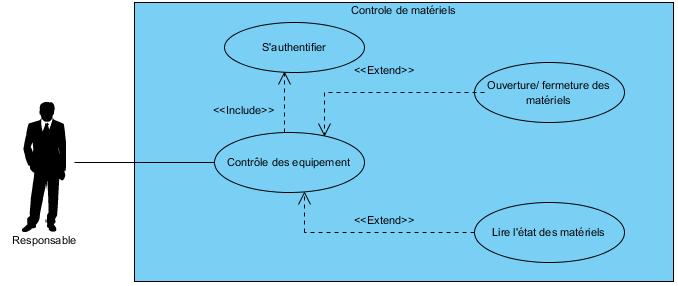 Controle de matériels
S'authentifier
<<Extend>>
Ouverture/ fermeture des
matériels
<<Include>>
Contrôle des equipement
<<Extend>>
Lire l'état des matériels
Responsable